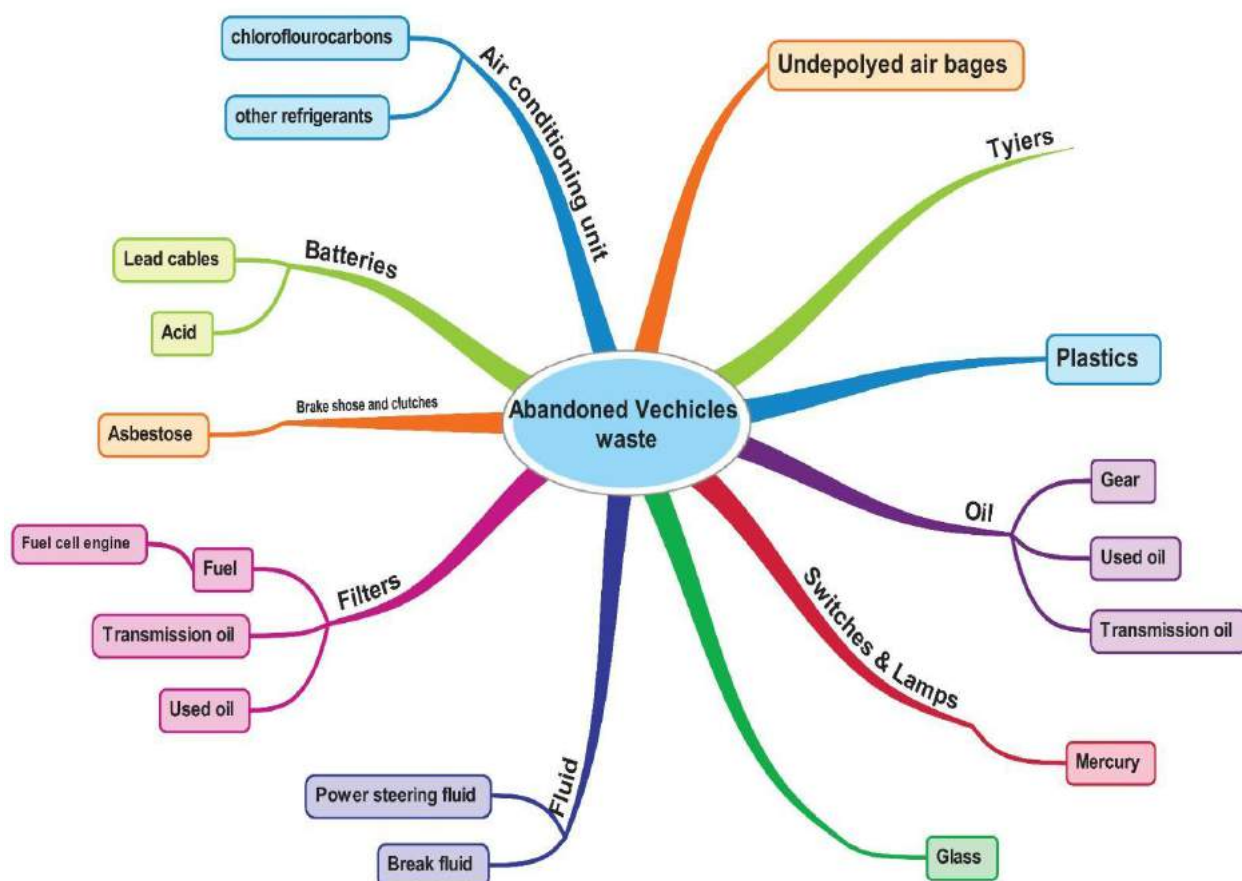 chloroflourocarbons
other refrigerants
Air conditioning unit
Undepolyed air bages
Tyiers
Lead cables
Acid
Batteries
Plastics
Abandoned Vechicles
waste
Asbestose
Brake shose and clutches
Gear
Used oil
Transmission oil
Oil
Fuel cell engine
Fuel
Transmission oil
Used oil
Filters
Switches & Lamps
Mercury
Power steering fluid
Break fluid
Fluid
Glass